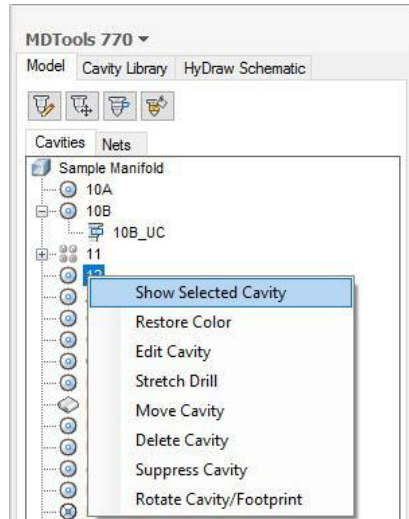 MDTools 770
Model Cavity Library HyDraw Schematic
Cavities Nets
Sample Manifold
10A
10B
10B_UC
11
12
Show Selected Cavity
Restore Color
Edit Cavity
Stretch Drill
Move Cavity
Delete Cavity
Suppress Cavity
Rotate Cavity/Footprint